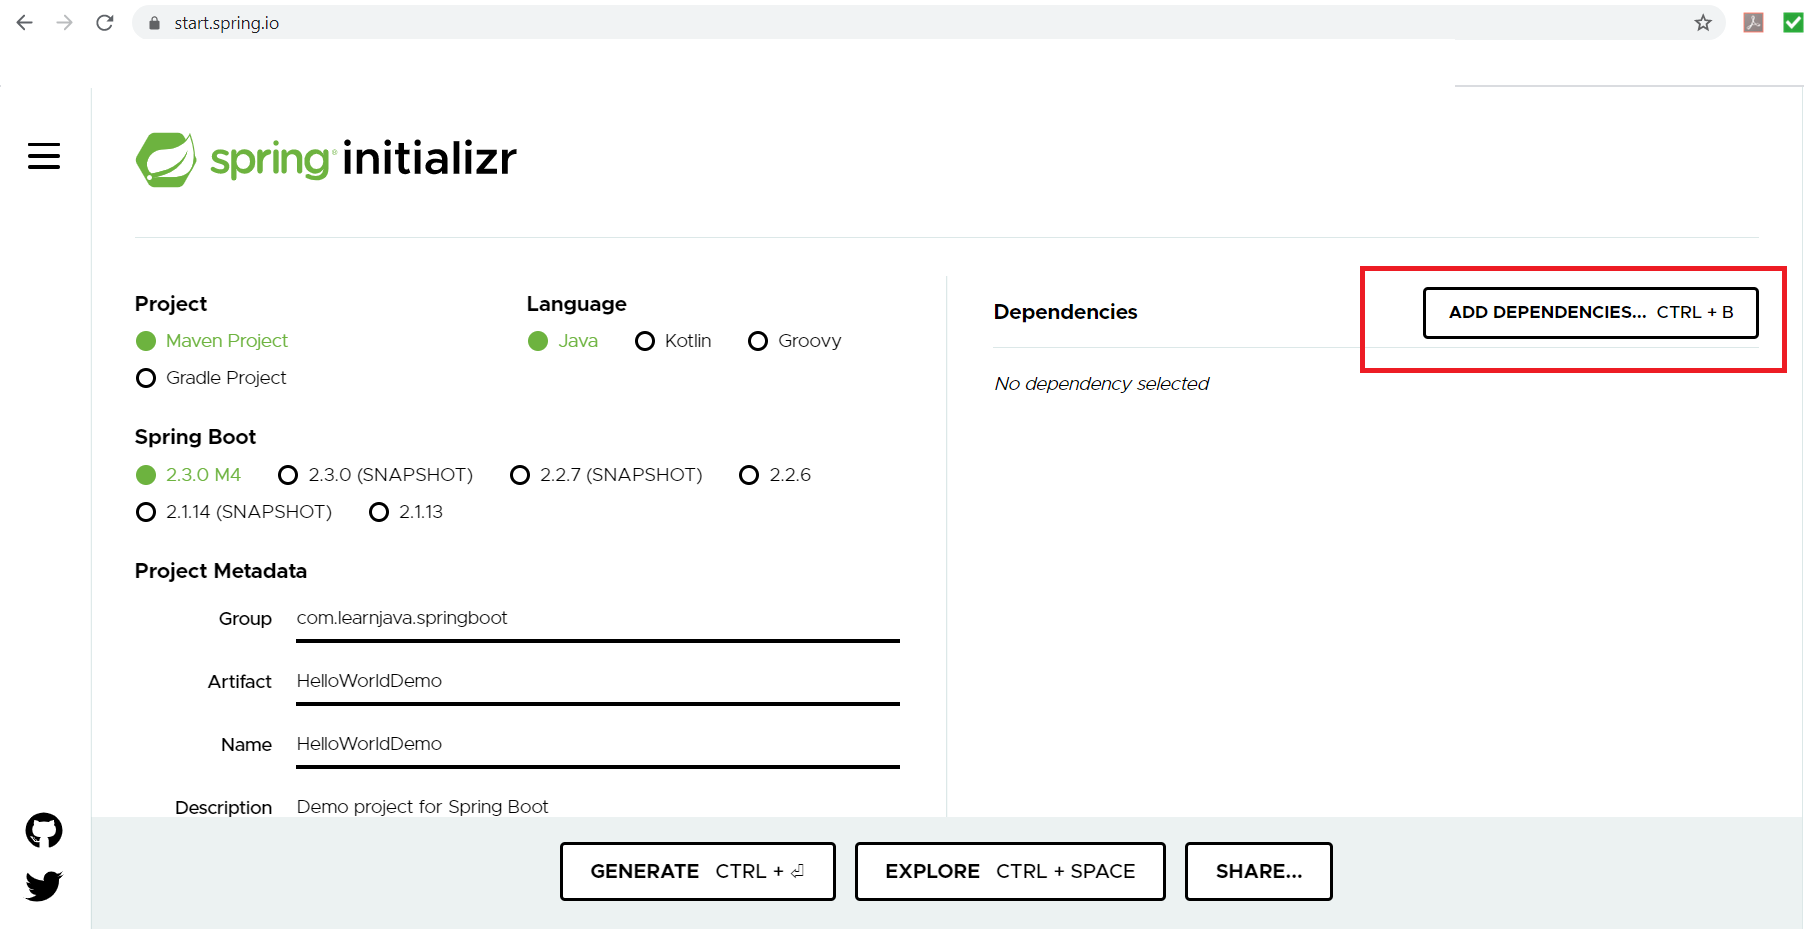 start.spring.io
spring initializr
Project
Maven Project
Gradle Project
Language
Java Kotlin Groovy
Spring Boot
2.3.0 M4 2.3.0 (SNAPSHOT) 2.2.7 (SNAPSHOT) 2.2.6
2.1.14 (SNAPSHOT) 2.1.13
Project Metadata
Group com.learnjava.springboot
Artifact HelloWorldDemo
Name HelloWorldDemo
Description Demo project for Spring Boot
Dependencies ADD DEPENDENCIES... CTRL + B
No dependency selected
GENERATE CTRL + ⏎ EXPLORE CTRL + SPACE SHARE...